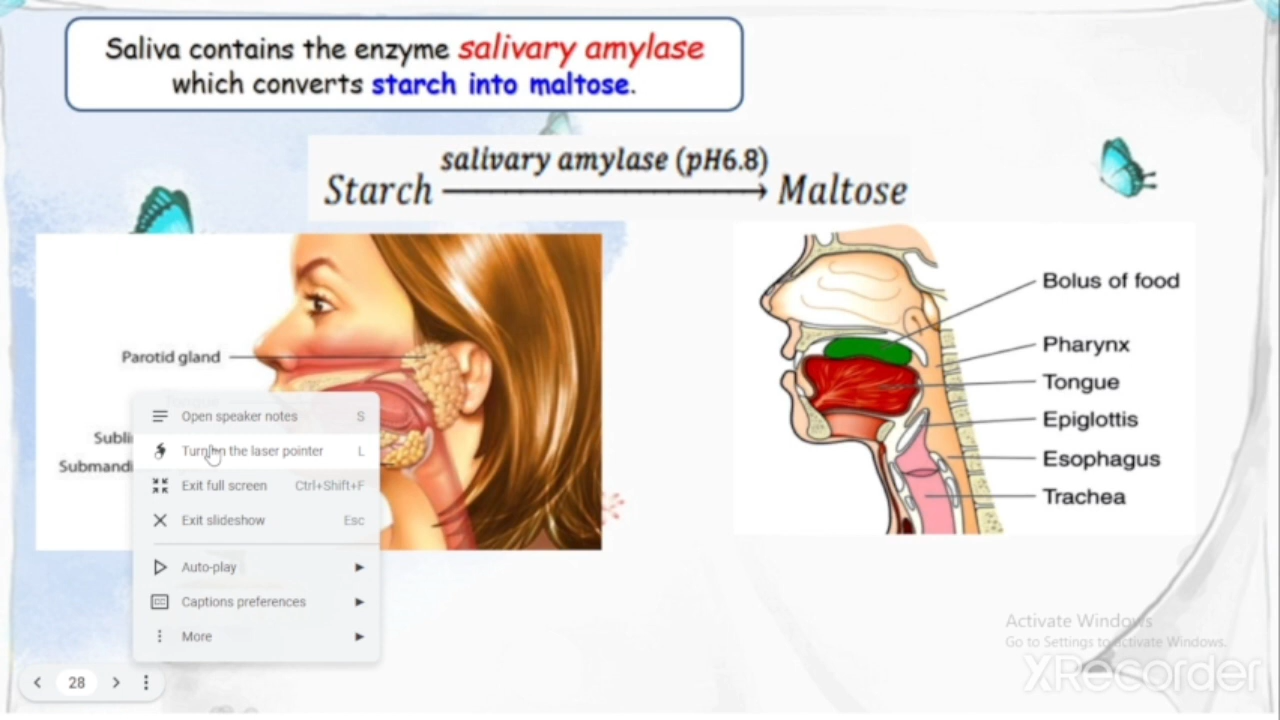 Saliva contains the enzyme salivary amylase
which converts starch into maltose.
salivary amylase (pH6.8)
Starch → Maltose
Parotid gland
Subli
Submandi
Open speaker notes S
Turn on the laser pointer L
Exit full screen Ctrl+Shift+F
Exit slideshow Esc
Auto-play
CC Captions preferences
More
28
Bolus of food
Pharynx
Tongue
Epiglottis
Esophagus
Trachea
Activate Windows
Go to Settings to activate Windows.
XRecorder